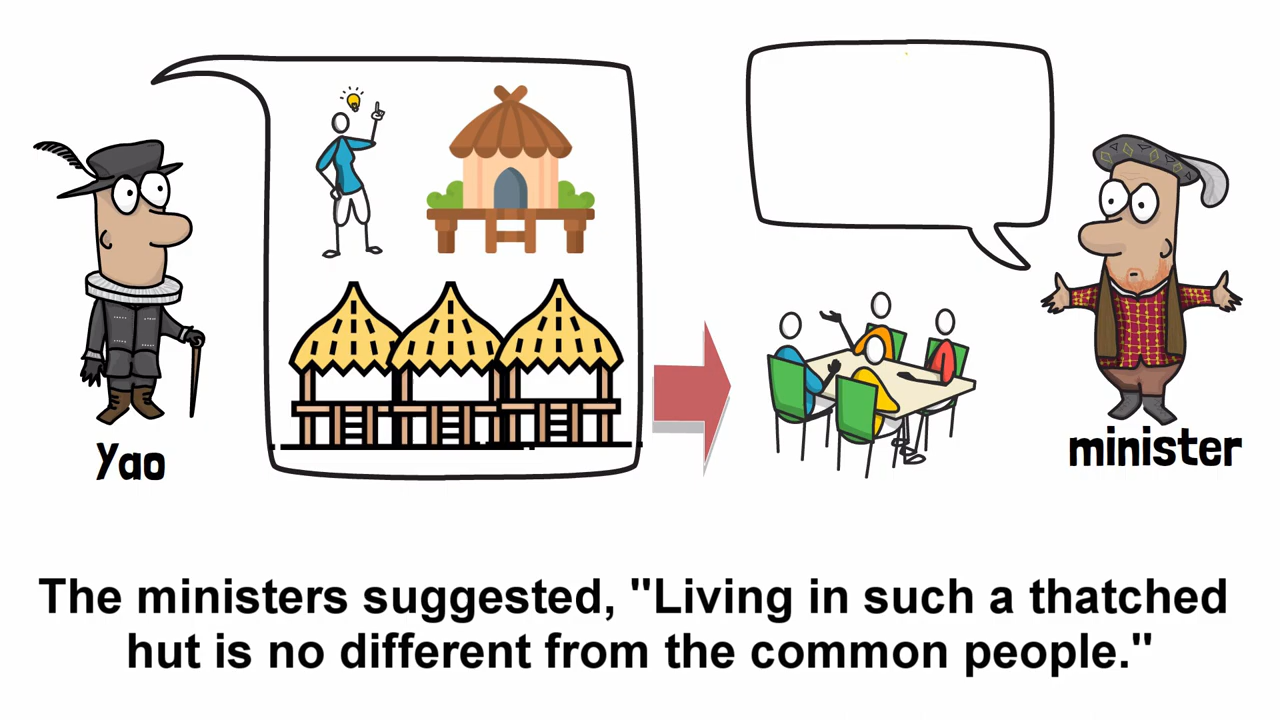 Yao
minister
The ministers suggested, "Living in such a thatched
hut is no different from the common people."